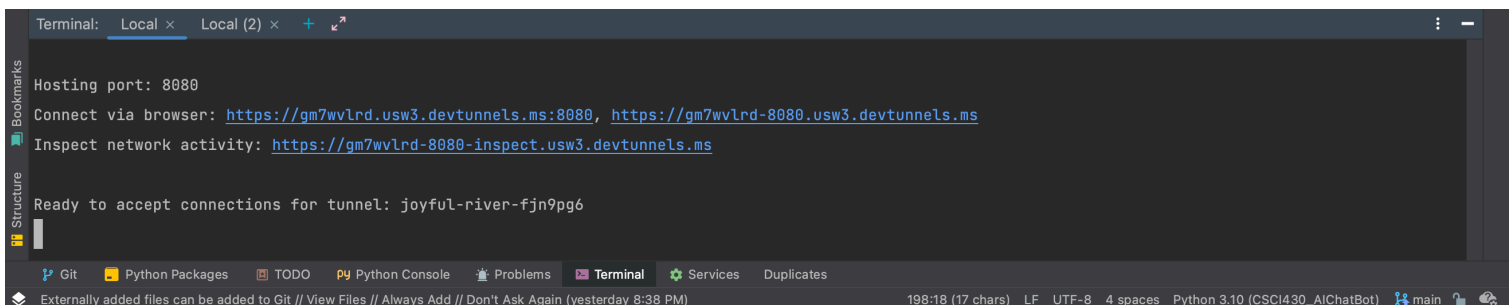 Terminal: Local × Local (2) × +
Bookmarks
Structure
Hosting port: 8080
Connect via browser: https://gm7wvlrd.usw3.devtunnels.ms:8080, https://gm7wvlrd-8080.usw3.devtunnels.ms
Inspect network activity: https://gm7wvlrd-8080-inspect.usw3.devtunnels.ms
Ready to accept connections for tunnel: joyful-river-fjn9pg6
Git Python Packages TODO Python Console Problems Terminal Services Duplicates
Externally added files can be added to Git // View Files // Always Add // Don't Ask Again (yesterday 8:38 PM) 198:18 (17 chars) LF UTF-8 4 spaces Python 3.10 (CSCI430_AIChatBot) main